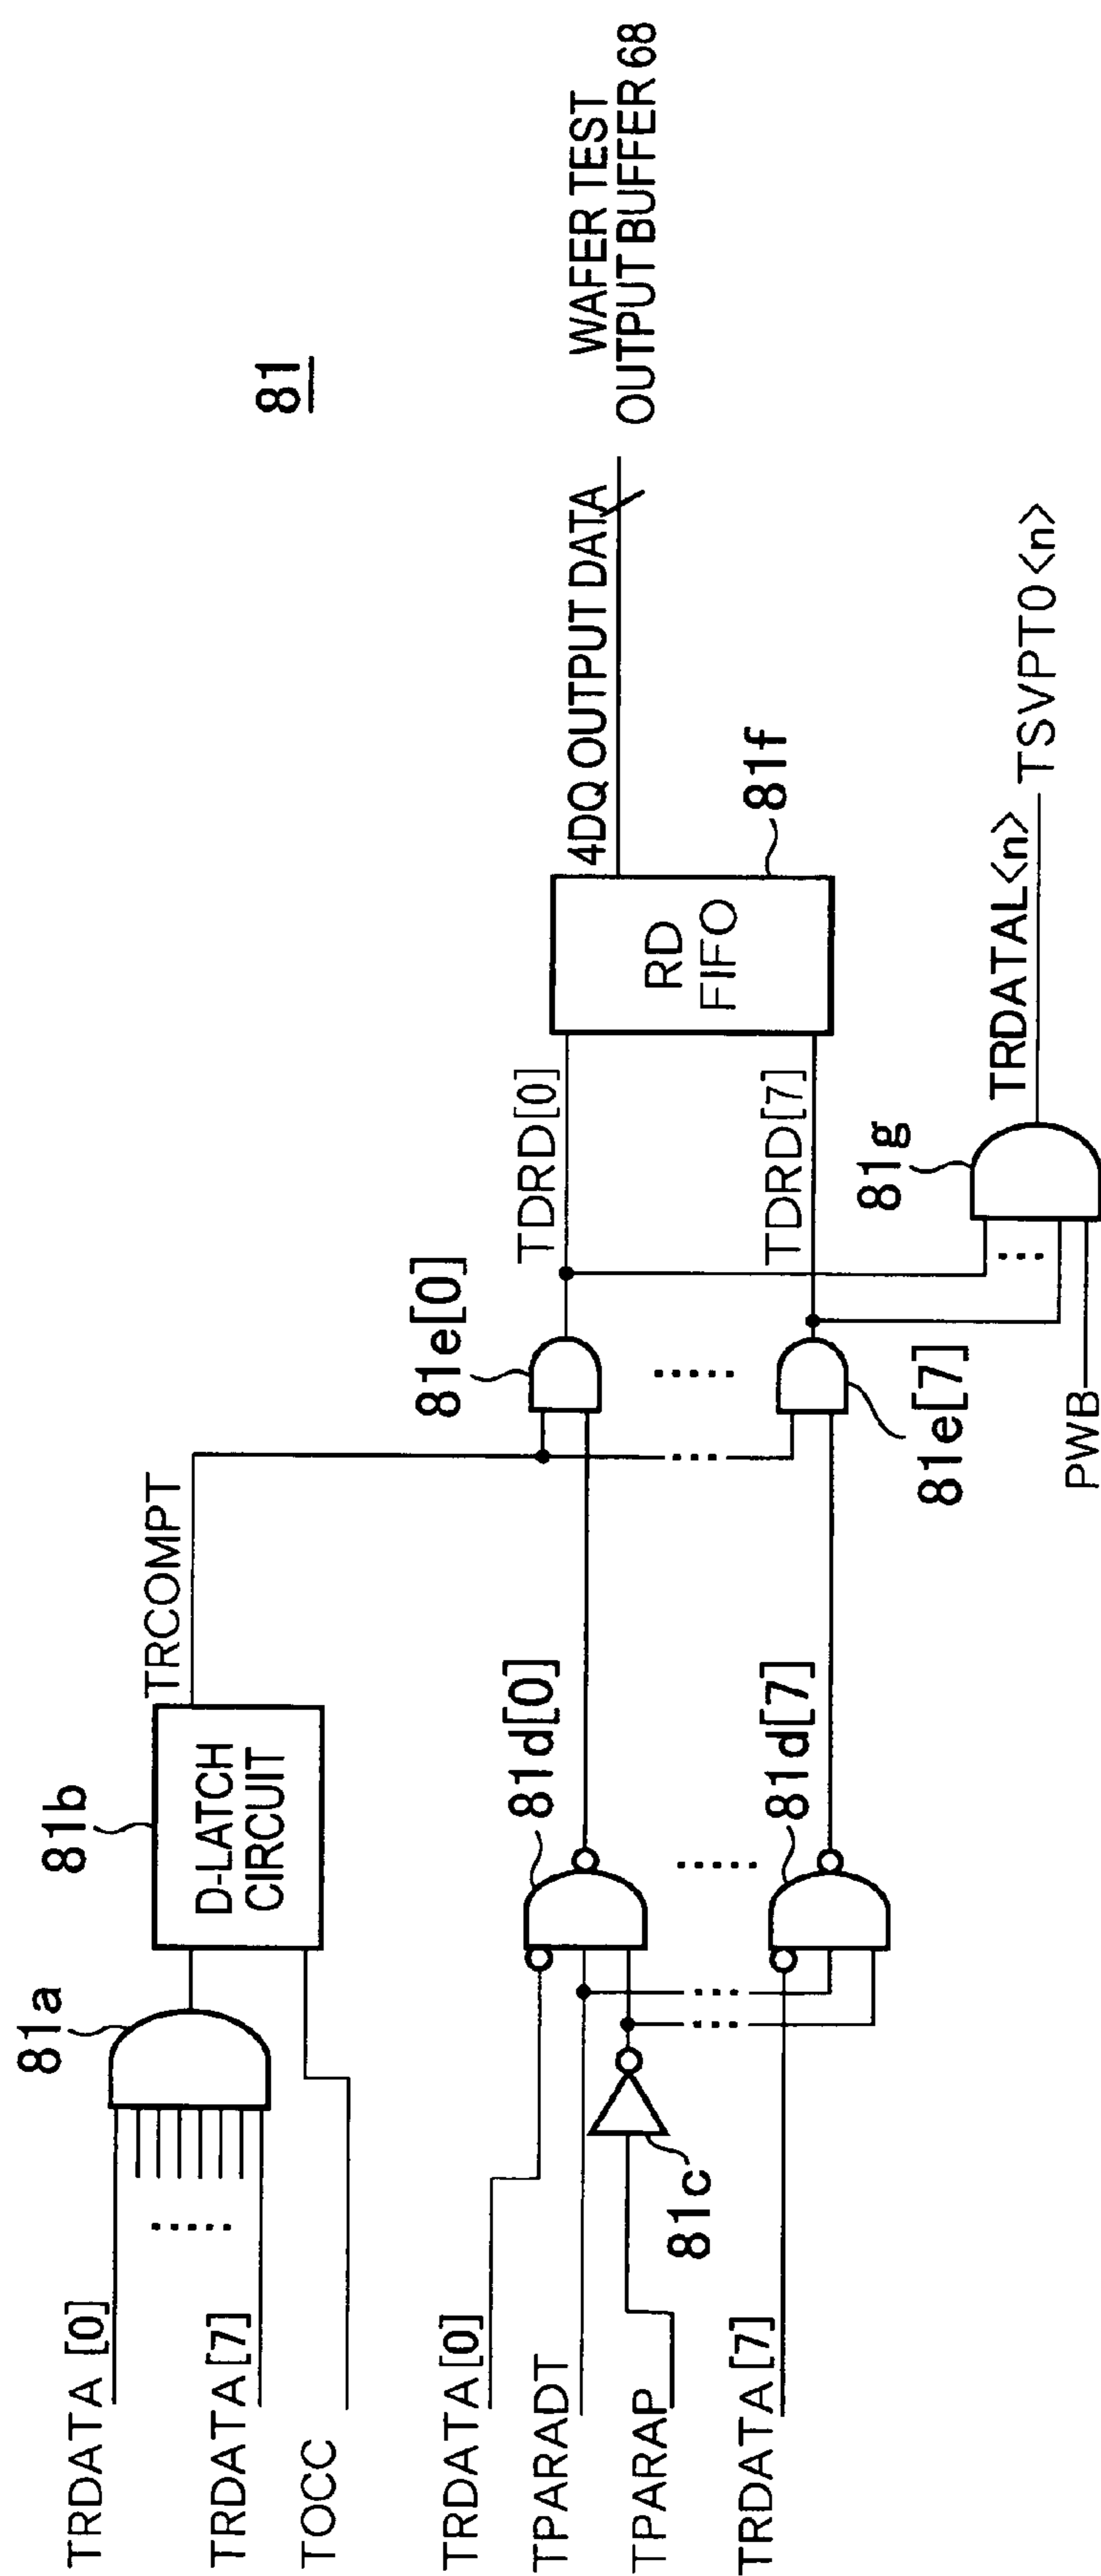 81
TRDATA [0]
TRDATA [7]
TOCC
81a
81b
D-LATCH
CIRCUIT
TRCOMPT
TRDATA [0]
TPARADT
TPARAP
TRDATA [7]
81c
81d[0]
81d[7]
81e[0]
81e[7]
TDRD[0]
TDRD[7]
RD
FIFO
81f
4DQ OUTPUT DATA
WAFER TEST
OUTPUT BUFFER 68
PWB
81g
TRDATAL<n>
TSVPT0<n>